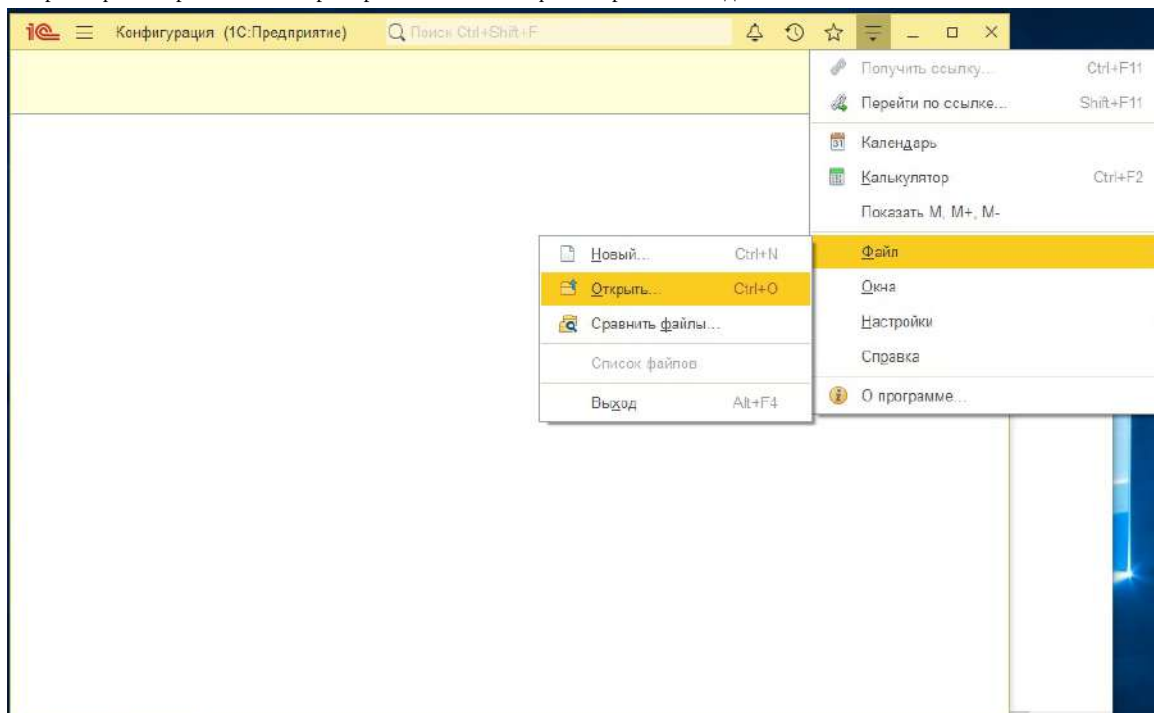 1С Конфигурация (1С:Предприятие) Поиск Ctrl+Shift+F
Получить ссылку... Ctrl+F11
Перейти по ссылке... Shift+F11
31 Календарь
Калькулятор Ctrl+F2
Показать M, M+, M-
Файл
Окна
Настройки
Справка
О программе...
Новый... Ctrl+N
Открыть... Ctrl+O
Сравнить файлы...
Список файлов
Выход Alt+F4